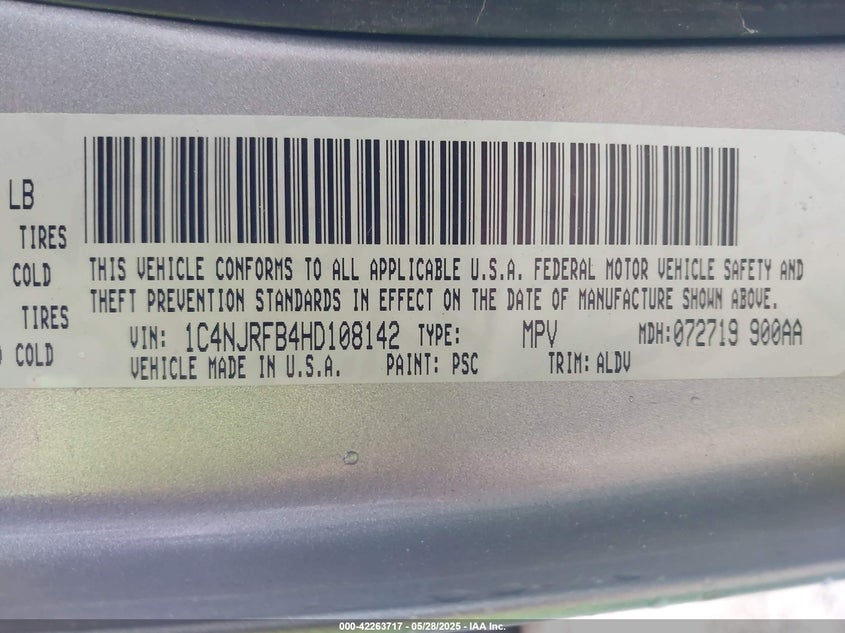 LB
TIRES
COLD
TIRES
COLD
THIS VEHICLE CONFORMS TO ALL APPLICABLE U.S.A. FEDERAL MOTOR VEHICLE SAFETY AND
THEFT PREVENTION STANDARDS IN EFFECT ON THE DATE OF MANUFACTURE SHOWN ABOVE.
VIN: 1C4NJRFB4HD108142 TYPE: MPV MDH:072719 900AA
VEHICLE MADE IN U.S.A. PAINT: PSC TRIM: ALDV
000-42263717 - 05/28/2025 - IAA Inc.